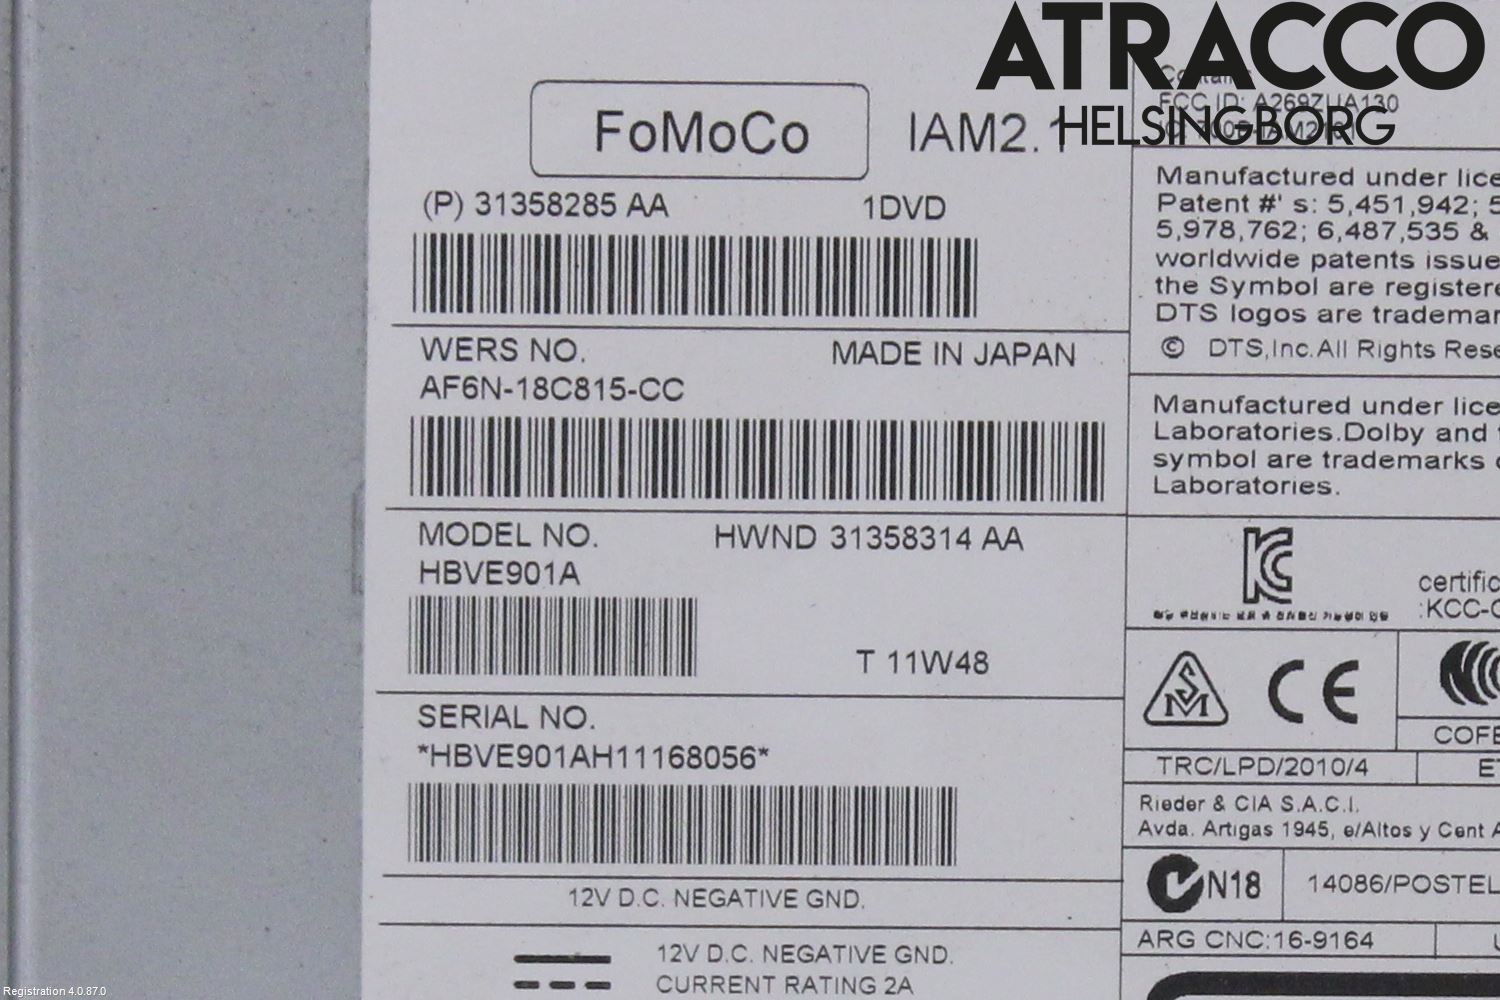 ATRACCO
HELSINGBORG
FoMoCo
IAM2.1
(P) 31358285 AA
1DVD
WERS NO.
MADE IN JAPAN
AF6N-18C815-CC
MODEL NO.
HWND 31358314 AA
HBVE901A
T 11W48
SERIAL NO.
*HBVE901AH11168056*
12V D.C. NEGATIVE GND.
12V D.C. NEGATIVE GND.
CURRENT RATING 2A
FCC ID: A269ZUA130
Manufactured under lice
Patent #' s: 5,451,942; 5
5,978,762; 6,487,535 &
worldwide patents issue
the Symbol are registere
DTS logos are trademar
© DTS,Inc.All Rights Rese
Manufactured under lice
Laboratories.Dolby and
symbol are trademarks
Laboratories.
certific
:KCC-
CE
COFE
TRC/LPD/2010/4
Rieder & CIA S.A.C.I.
Avda. Artigas 1945, e/Altos y Cent A
N18
14086/POSTEL
ARG CNC:16-9164
Registration 4.0.87.0